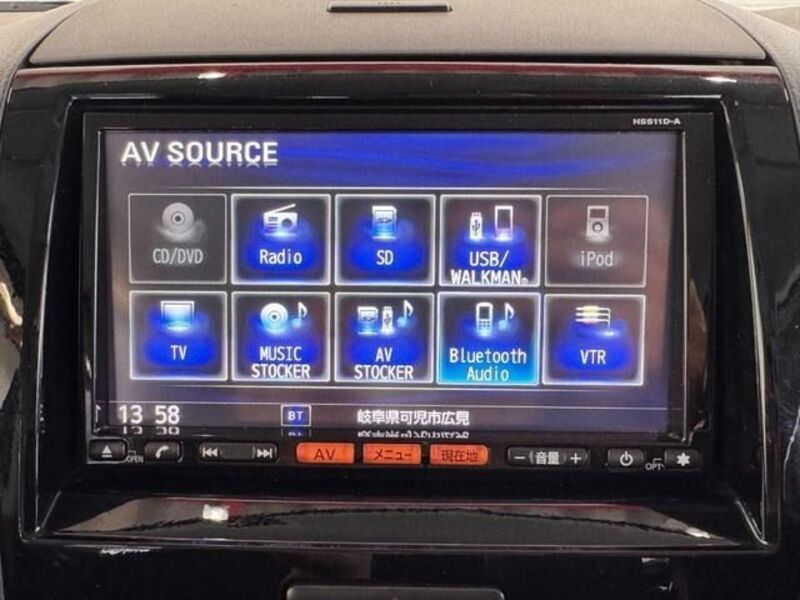 HS511D-A
AV SOURCE
CD/DVD
Radio
SD
USB/
WALKMAN®
iPod
TV
MUSIC
STOCKER
AV
STOCKER
Bluetooth
Audio
VTR
13 58
BT
岐阜県可児市広見
OPEN
AV
メニュー
現在地
− 音量 +
OPT